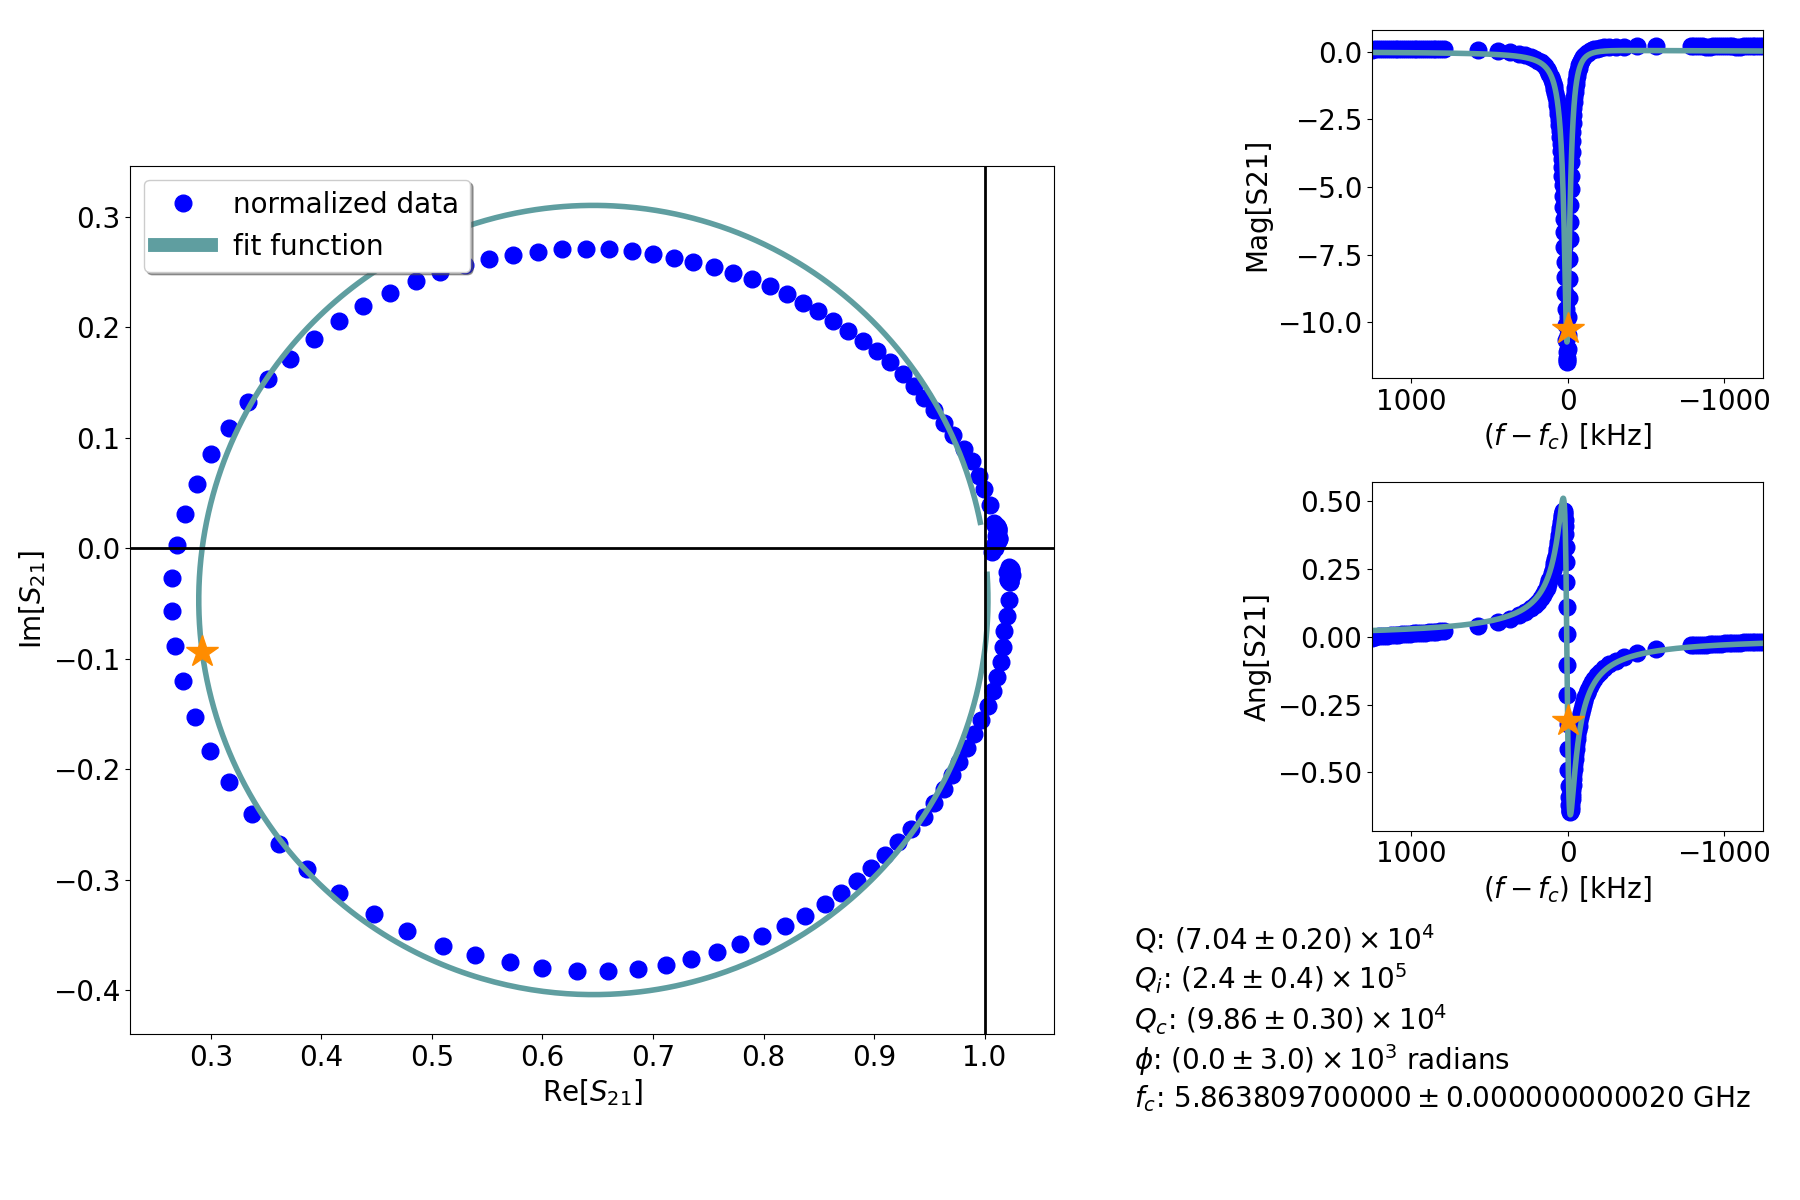 normalized data
fit function
0.3
0.2
0.1
0.0
−0.1
−0.2
−0.3
−0.4
Im[S21]
0.3 0.4 0.5 0.6 0.7 0.8 0.9 1.0
Re[S21]
0.0
−2.5
−5.0
−7.5
−10.0
Mag[S21]
1000 0 −1000
(f − fc) [kHz]
0.50
0.25
0.00
−0.25
−0.50
Ang[S21]
1000 0 −1000
(f − fc) [kHz]
Q: (7.04 ± 0.20) × 10^4
Qi: (2.4 ± 0.4) × 10^5
Qc: (9.86 ± 0.30) × 10^4
ϕ: (0.0 ± 3.0) × 10^3 radians
fc: 5.863809700000 ± 0.000000000020 GHz